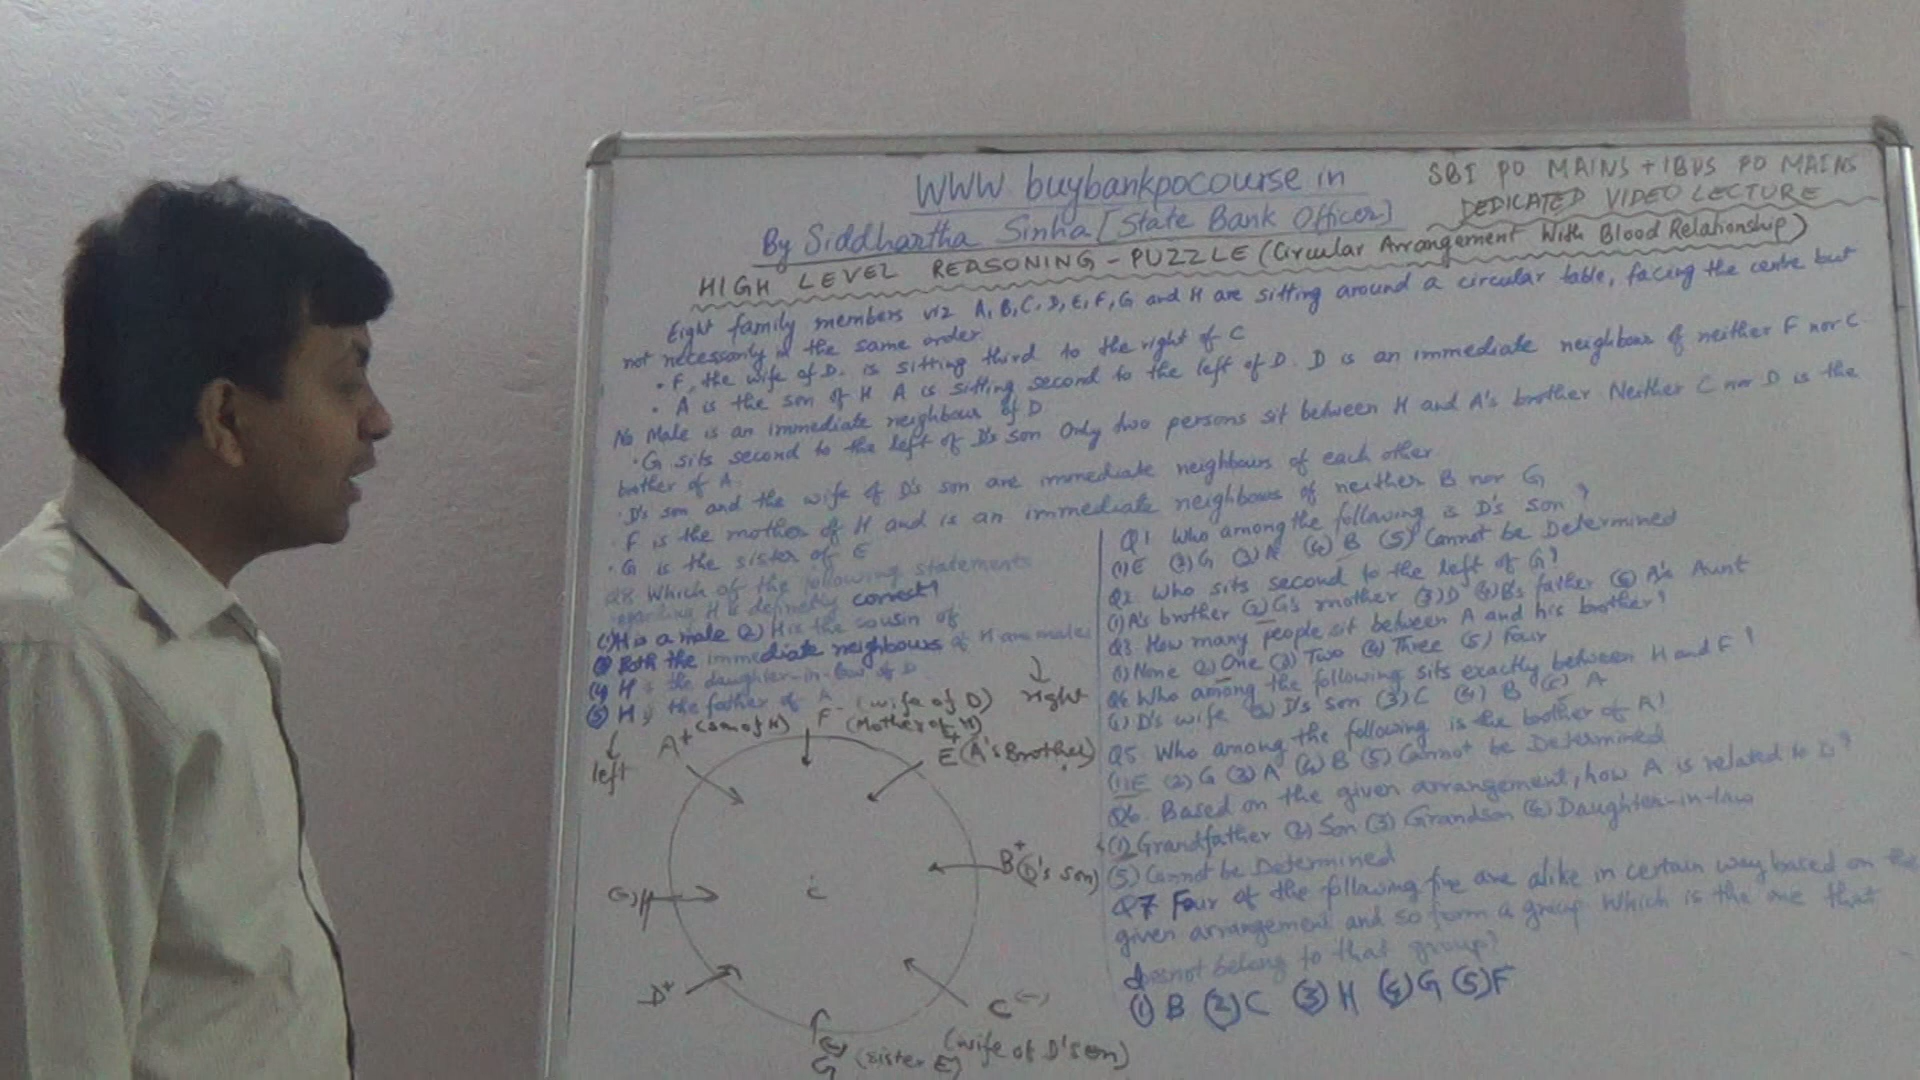 WWW buybankpocourse.in
SBI PO MAINS + IBPS PO MAINS
DEDICATED VIDEO LECTURE
By Siddhartha Sinha [State Bank Officer]
HIGH LEVEL REASONING - PUZZLE (Circular Arrangement With Blood Relationship)
Eight family members viz A, B, C, D, E, F, G and H are sitting around a circular table, facing the centre but
not necessarily in the same order.
• F, the wife of D. is sitting third to the right of C
• A is the son of H A is sitting second to the left of D. D is an immediate neighbour of neither F nor C.
No Male is an immediate neighbour of D
• G sits second to the left of D's son Only two persons sit between H and A's brother Neither C nor D is the
brother of A.
• D's son and the wife of D's son are immediate neighbours of each other
• F is the mother of H and is an immediate neighbours of neither B nor G
• G is the sister of E
Q8 Which of the following statements
regarding H is definitely correct?
(1) H is a male (2) H is the cousin of
(3) Both the immediate neighbours of H are males
(4) H is the daughter-in-law of D
(5) H is the father of A
left
right
Q1 Who among the following is D's son?
(1) E (2) G (3) A (4) B (5) Cannot be Determined
Q2 Who sits second to the left of G?
(1) A's brother (2) G's mother (3) D (4) B's father (5) A's Aunt
Q3 How many people sit between A and his brother?
(1) None (2) One (3) Two (4) Three (5) Four
Q4 Who among the following sits exactly between H and F?
(1) D's wife (2) D's son (3) C (4) B (5) A
Q5 Who among the following is the brother of A?
(1) E (2) G (3) A (4) B (5) Cannot be Determined
Q6. Based on the given arrangement, how A is related to D?
(1) Grandfather (2) Son (3) Grandson (4) Daughter-in-law
(5) Cannot be Determined
Q7 Four of the following five are alike in certain way based on the
given arrangement and so form a group Which is the one that
does not belong to that group?
(1) B (2) C (3) H (4) G (5) F
A+ (son of H)
F - (wife of D)
(Mother of H)
E+ (A's Brother)
B+ (D's son)
C (-)
(wife of D's son)
G (-) (sister E)
D+